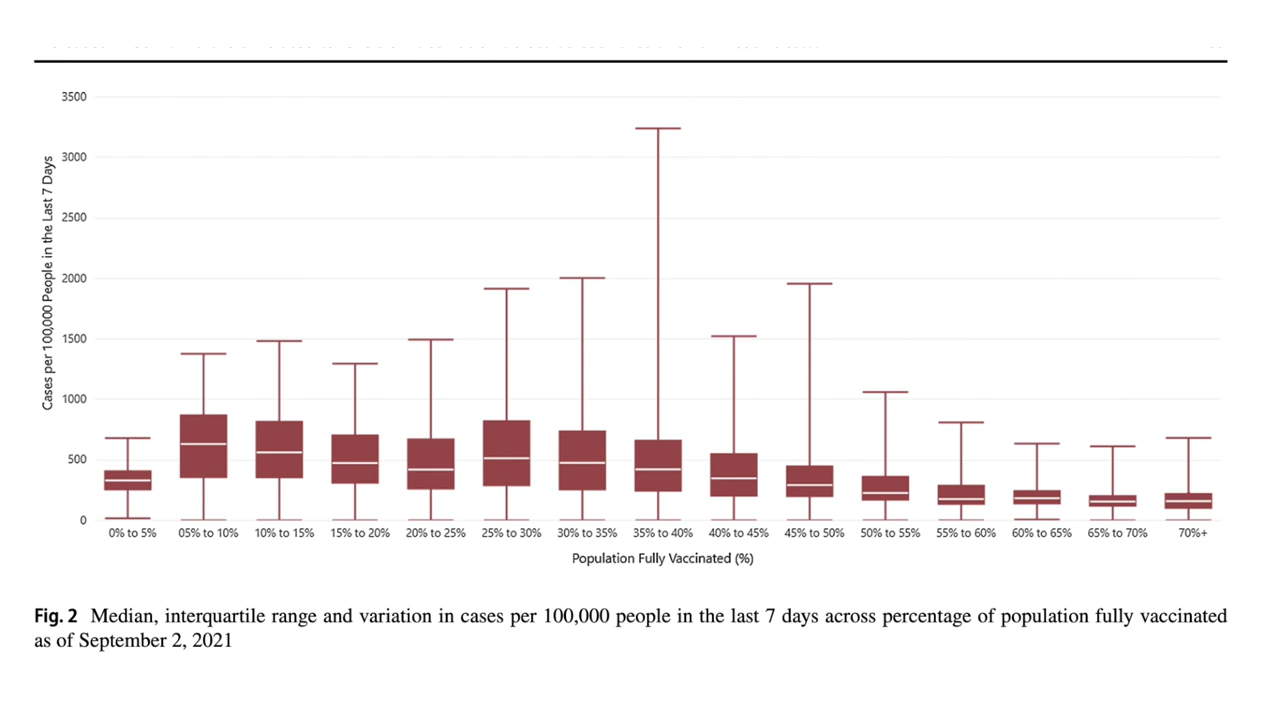 3500
3000
2500
2000
1500
1000
500
0
Cases per 100,000 People in the Last 7 Days
0% to 5% 05% to 10% 10% to 15% 15% to 20% 20% to 25% 25% to 30% 30% to 35% 35% to 40% 40% to 45% 45% to 50% 50% to 55% 55% to 60% 60% to 65% 65% to 70% 70%+
Population Fully Vaccinated (%)
Fig. 2 Median, interquartile range and variation in cases per 100,000 people in the last 7 days across percentage of population fully vaccinated
as of September 2, 2021